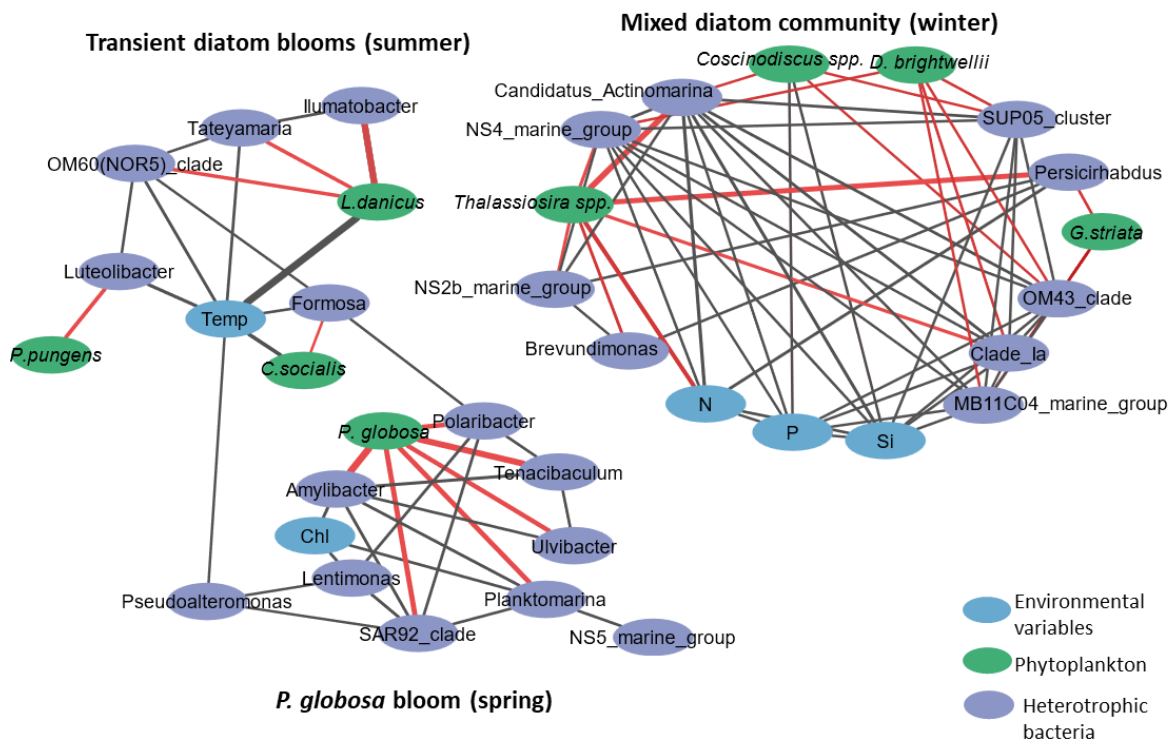 Transient diatom blooms (summer)
Ilumatobacter
Tateyamaria
OM60(NOR5)_clade
L.danicus
Luteolibacter
Formosa
Temp
P.pungens
C.socialis
Mixed diatom community (winter)
Coscinodiscus spp.
D. brightwellii
Candidatus_Actinomarina
NS4_marine_group
SUP05_cluster
Persicirhabdus
Thalassiosira spp.
G.striata
NS2b_marine_group
OM43_clade
Brevundimonas
Clade_Ia
MB11C04_marine_group
N
P
Si
P. globosa
Polaribacter
Tenacibaculum
Amylibacter
Chl
Ulvibacter
Lentimonas
Pseudoalteromonas
Planktomarina
SAR92_clade
NS5_marine_group
P. globosa bloom (spring)
Environmental
variables
Phytoplankton
Heterotrophic
bacteria